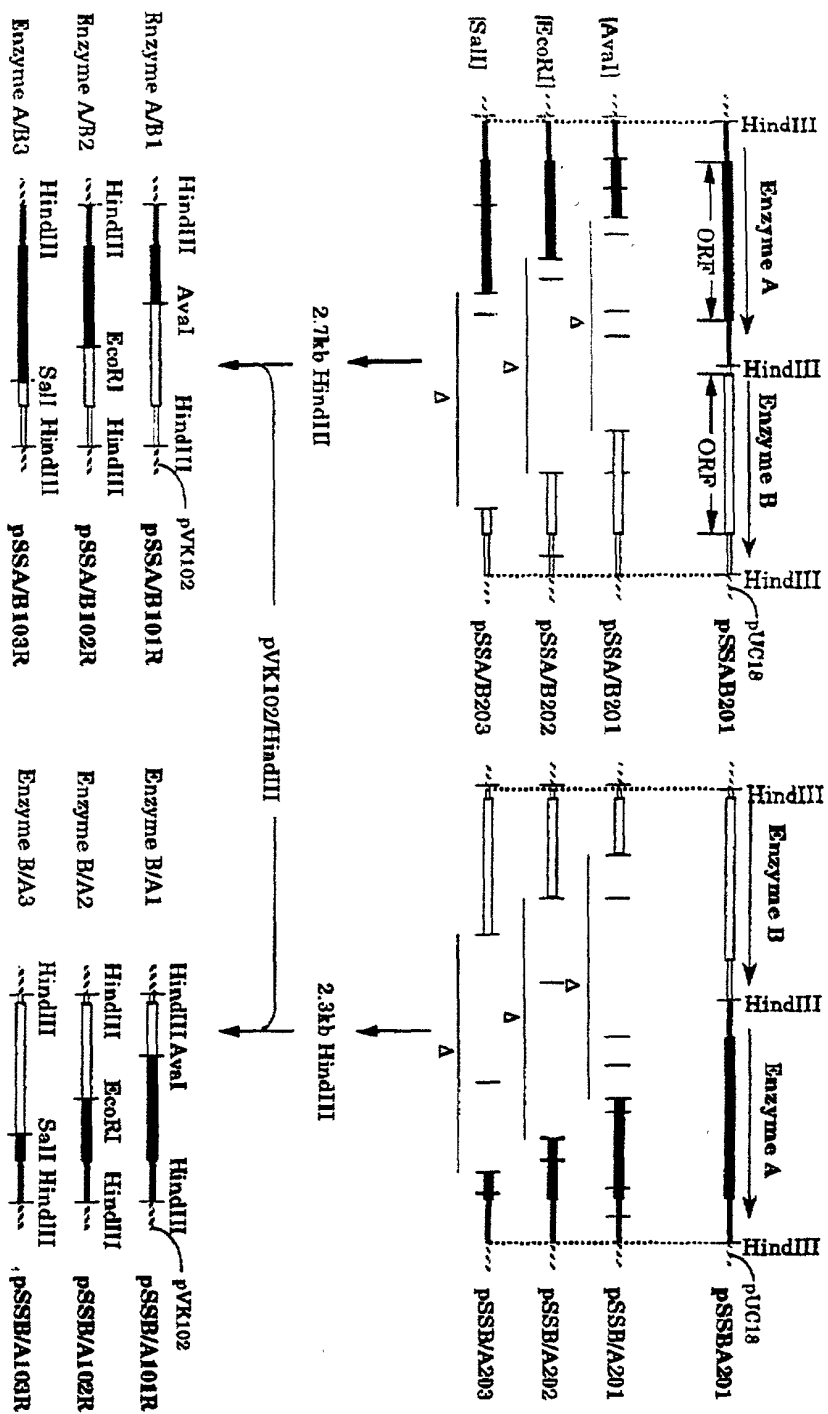 HindIII
Enzyme A
HindIII
Enzyme B
HindIII
pUC18
pSSAB201
ORF
ORF
|AvaI|
pSSA/B201
|EcoRI|
pSSA/B202
|SalI|
pSSA/B203
Δ
Δ
Δ
HindIII
Enzyme B
HindIII
Enzyme A
HindIII
pUC18
pSSBA201
pSSB/A201
pSSB/A202
pSSB/A203
Δ
Δ
Δ
2.7kb HindIII
pVK102/HindIII
2.3kb HindIII
Enzyme A/B1
HindIII
AvaI
HindIII
pVK102
pSSA/B101R
Enzyme A/B2
HindIII
EcoRI
HindIII
pSSA/B102R
Enzyme A/B3
HindIII
SalI HindIII
pSSA/B103R
Enzyme B/A1
HindIII AvaI
HindIII
pVK102
pSSB/A101R
Enzyme B/A2
HindIII
EcoRI
HindIII
pSSB/A102R
Enzyme B/A3
HindIII
SalI HindIII
pSSB/A103R